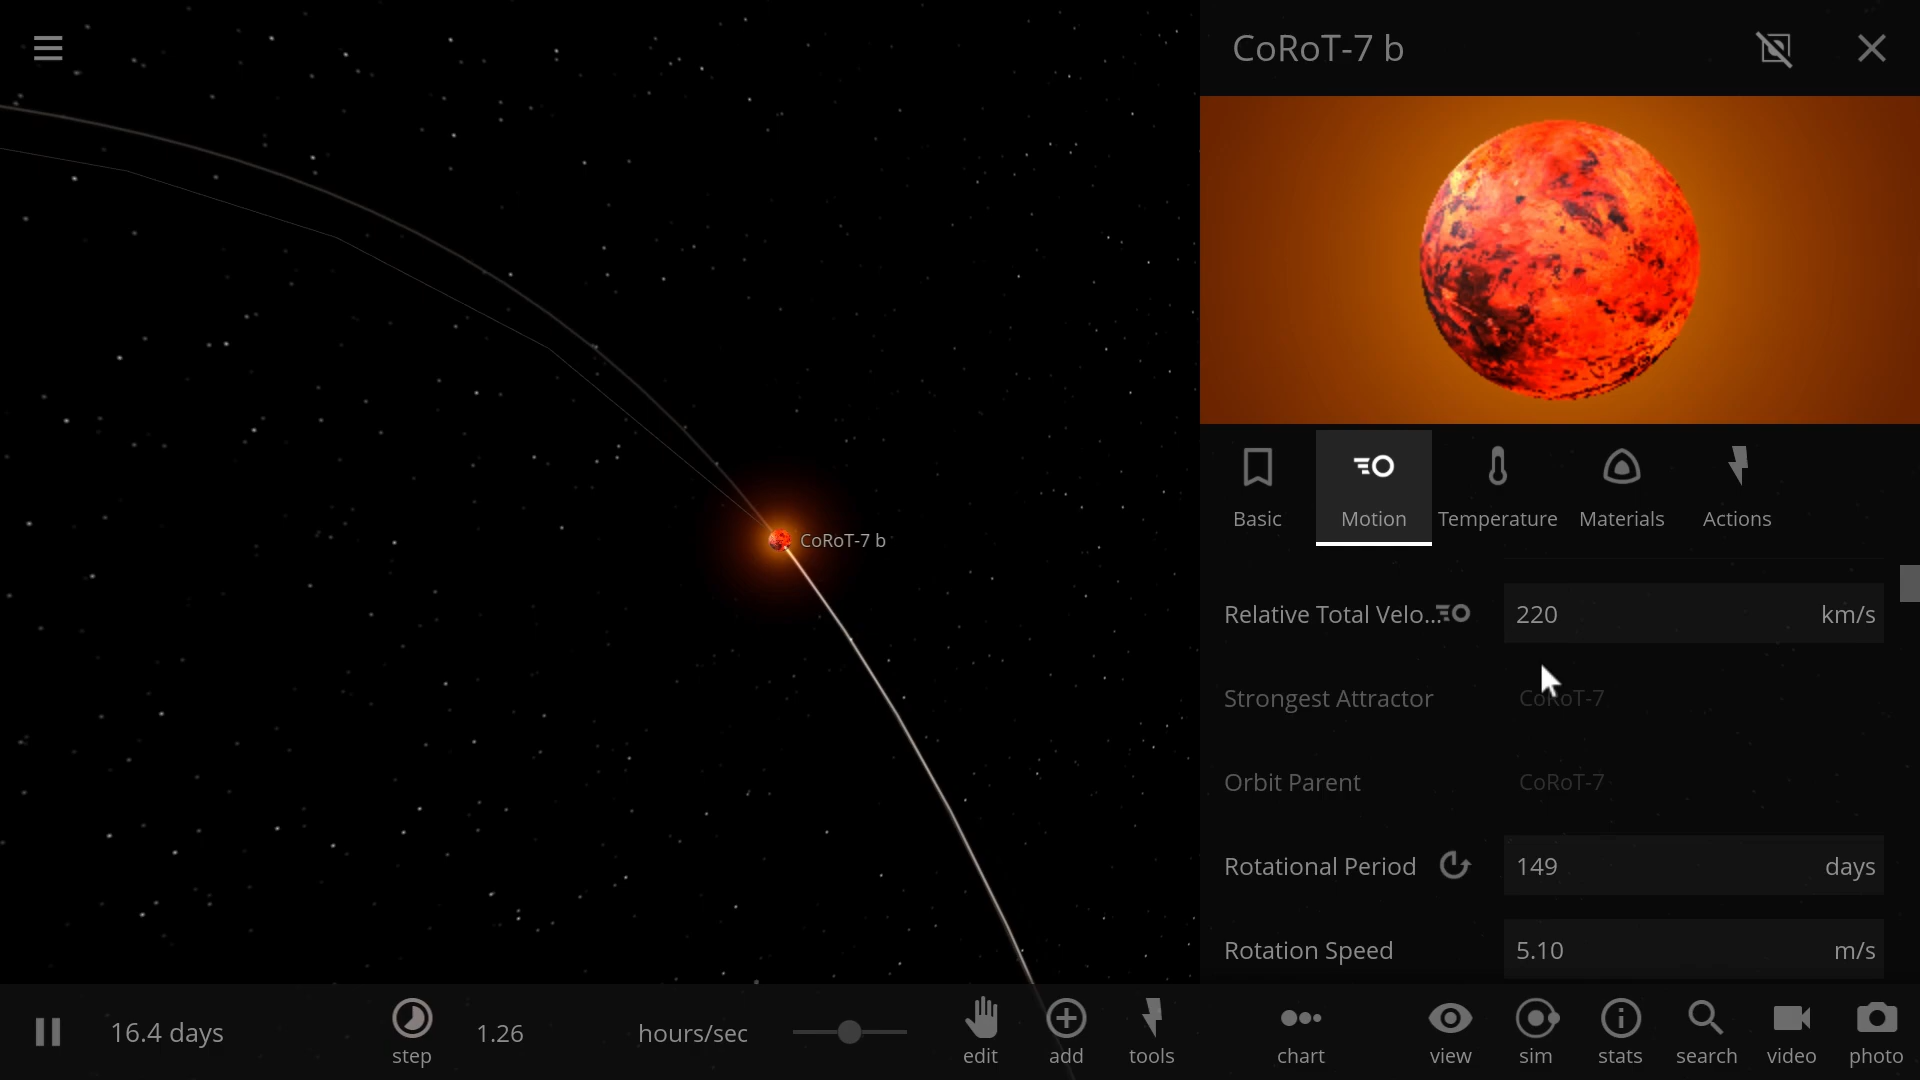 CoRoT-7 b
Basic
Motion
Temperature
Materials
Actions
CoRoT-7 b
Relative Total Velo... 220 km/s
Strongest Attractor CoRoT-7
Orbit Parent CoRoT-7
Rotational Period 149 days
Rotation Speed 5.10 m/s
16.4 days
step
1.26 hours/sec
edit
add
tools
chart
view
sim
stats
search
video
photo